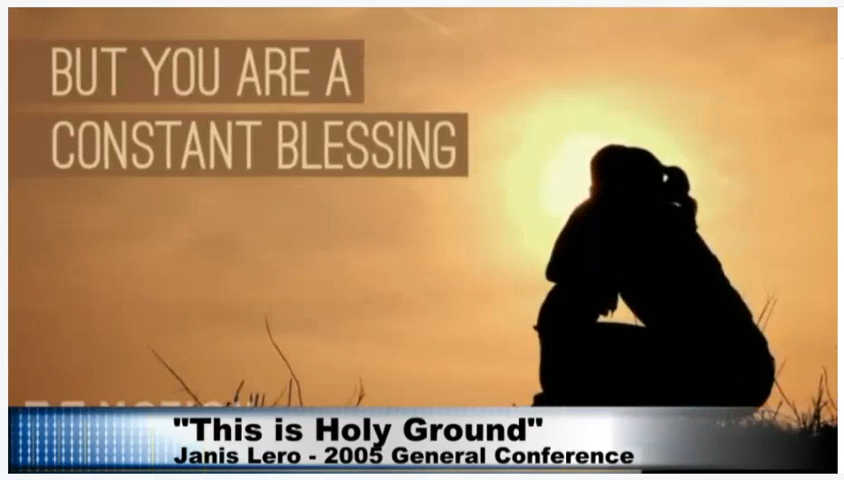 BUT YOU ARE A
CONSTANT BLESSING
"This is Holy Ground"
Janis Lero - 2005 General Conference